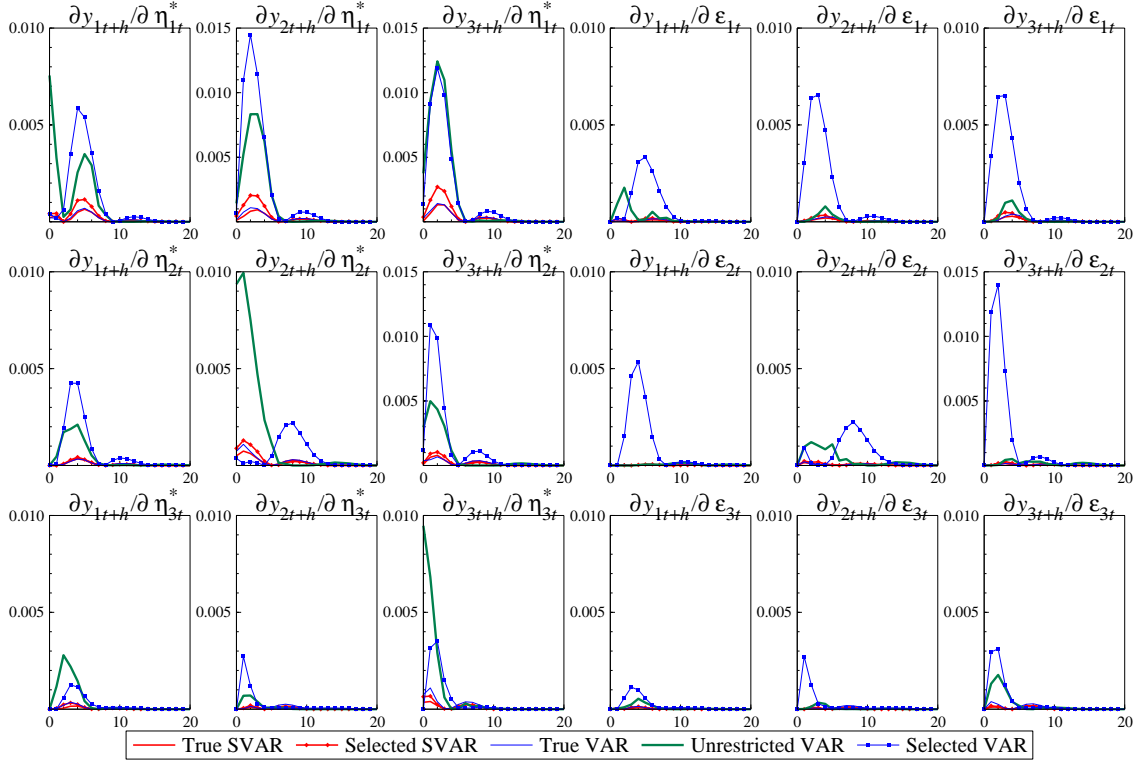 ∂y1t+h/∂ η*1t ∂y2t+h/∂ η*1t ∂y3t+h/∂ η*1t ∂y1t+h/∂ ε1t ∂y2t+h/∂ ε1t ∂y3t+h/∂ ε1t
0.010 0.015 0.015 0.010 0.010 0.010
0.010 0.010
0.005 0.005 0.005 0.005
0.005 0.005
0 10 20 0 10 20 0 10 20 0 10 20 0 10 20 0 10 20
∂y1t+h/∂ η*2t ∂y2t+h/∂ η*2t ∂y3t+h/∂ η*2t ∂y1t+h/∂ ε2t ∂y2t+h/∂ ε2t ∂y3t+h/∂ ε2t
0.010 0.010 0.015 0.010 0.010 0.015
0.010 0.010
0.005 0.005 0.005 0.005
0.005 0.005
0 10 20 0 10 20 0 10 20 0 10 20 0 10 20 0 10 20
∂y1t+h/∂ η*3t ∂y2t+h/∂ η*3t ∂y3t+h/∂ η*3t ∂y1t+h/∂ ε3t ∂y2t+h/∂ ε3t ∂y3t+h/∂ ε3t
0.010 0.010 0.010 0.010 0.010 0.010
0.005 0.005 0.005 0.005 0.005 0.005
0 10 20 0 10 20 0 10 20 0 10 20 0 10 20 0 10 20
True SVAR Selected SVAR True VAR Unrestricted VAR Selected VAR